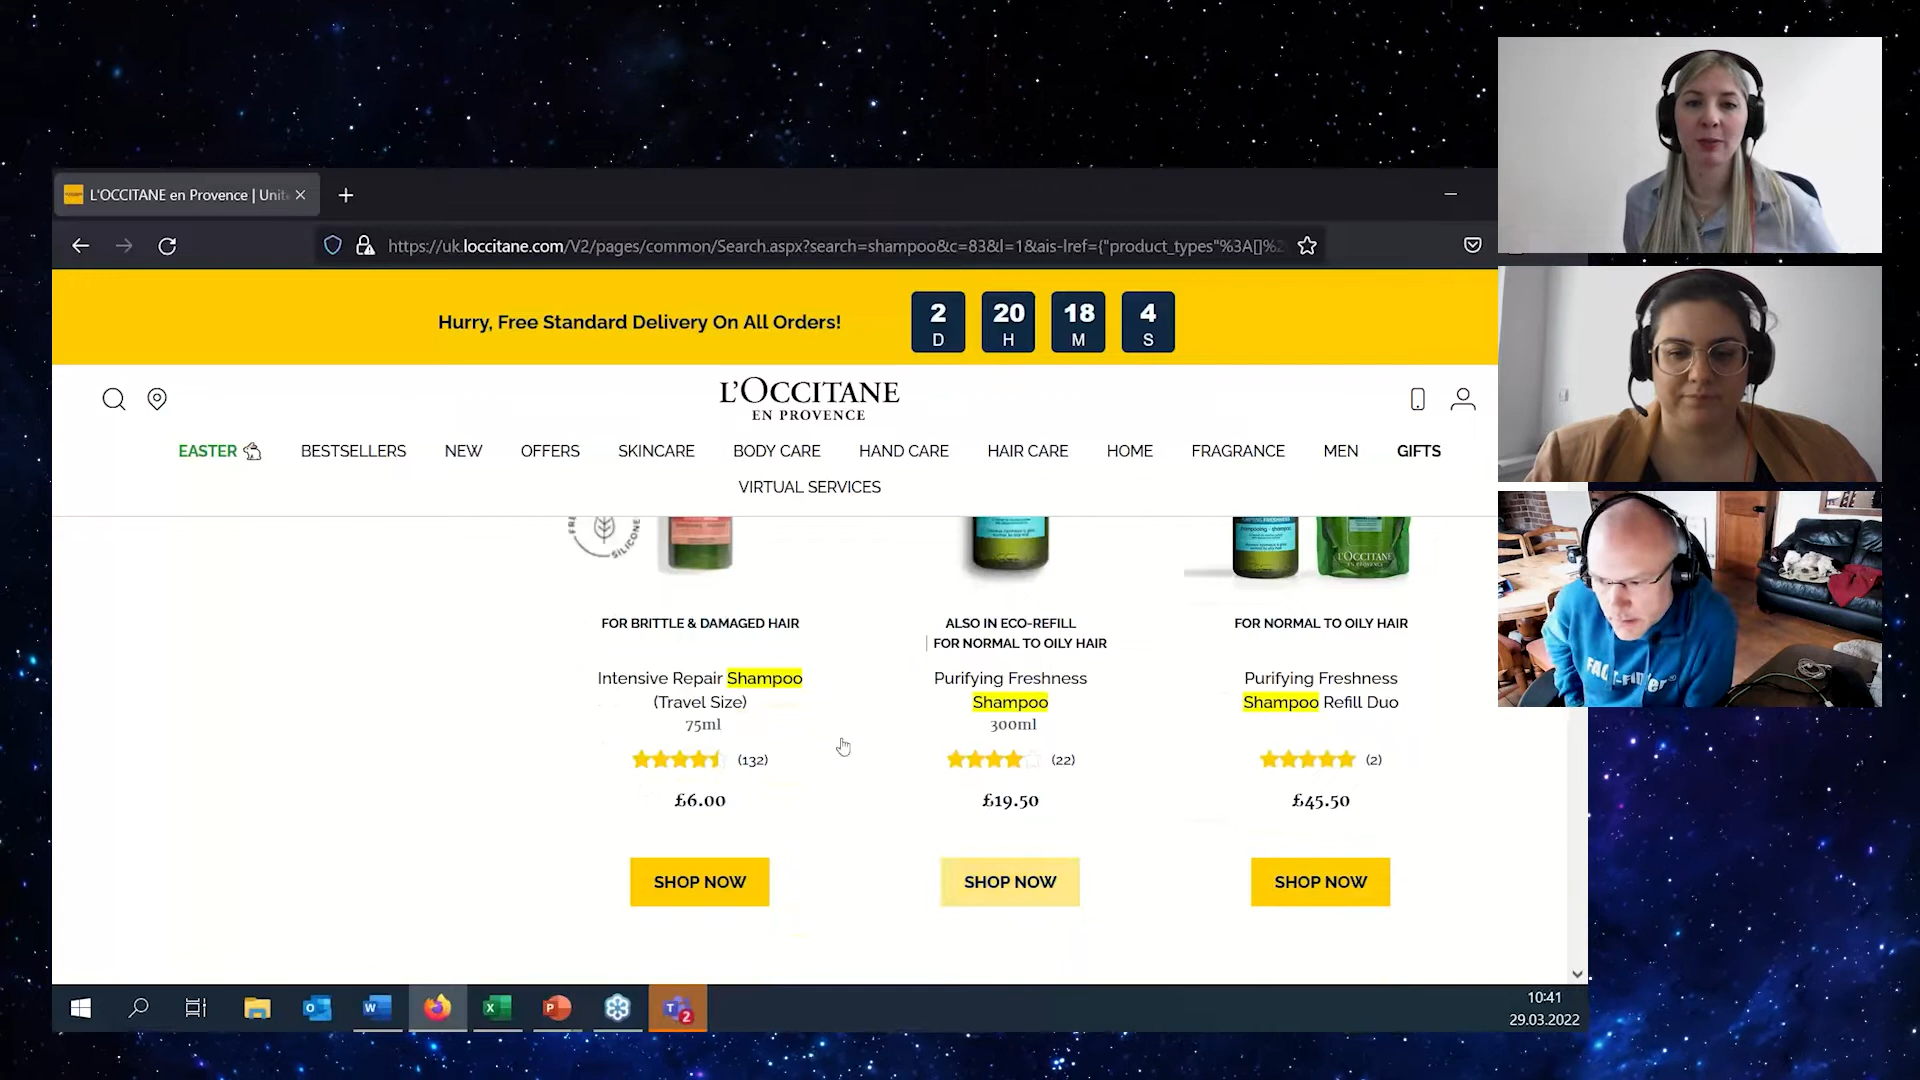 L'OCCITANE en Provence | Unit
https://uk.loccitane.com/V2/pages/common/Search.aspx?search=shampoo&c=83&l=1&ais-lref={"product_types"%3A[]%2
Hurry, Free Standard Delivery On All Orders!
2 D
20 H
18 M
4 S
L'OCCITANE
EN PROVENCE
EASTER
BESTSELLERS
NEW
OFFERS
SKINCARE
BODY CARE
HAND CARE
HAIR CARE
HOME
FRAGRANCE
MEN
GIFTS
VIRTUAL SERVICES
SILICONE
L'OCCITANE
EN PROVENCE
FOR BRITTLE & DAMAGED HAIR
Intensive Repair Shampoo
(Travel Size)
75ml
(132)
£6.00
SHOP NOW
ALSO IN ECO-REFILL
| FOR NORMAL TO OILY HAIR
Purifying Freshness
Shampoo
300ml
(22)
£19.50
SHOP NOW
FOR NORMAL TO OILY HAIR
Purifying Freshness
Shampoo Refill Duo
(2)
£45.50
SHOP NOW
10:41
29.03.2022
2